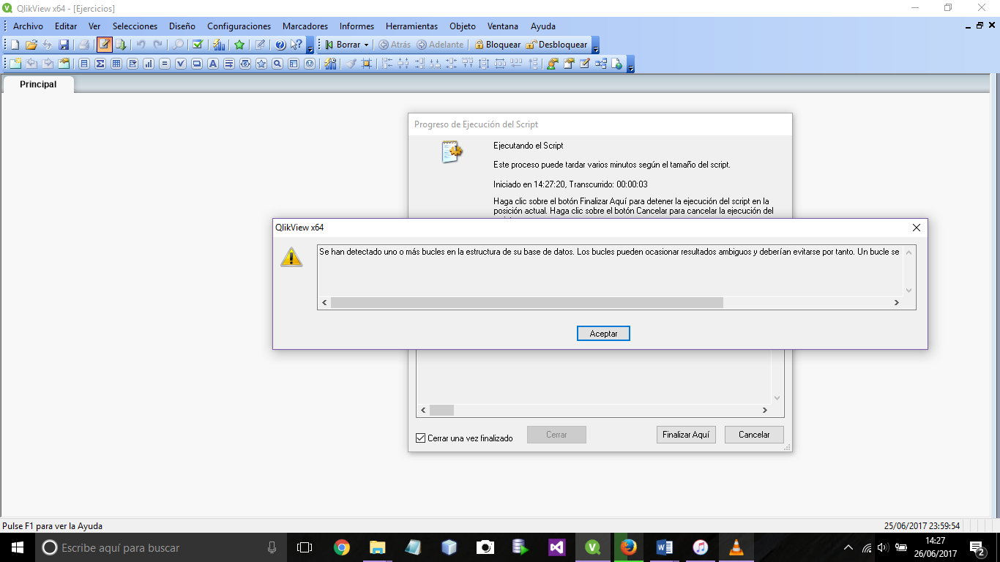 QlikView x64 - [Ejercicios]
Archivo Editar Ver Selecciones Diseño Configuraciones Marcadores Informes Herramientas Objeto Ventana Ayuda
Borrar Atrás Adelante Bloquear Desbloquear
Principal
Progreso de Ejecución del Script
Ejecutando el Script
Este proceso puede tardar varios minutos según el tamaño del script.
Iniciado en 14:27:20, Transcurrido: 00:00:03
Haga clic sobre el botón Finalizar Aquí para detener la ejecución del script en la
posición actual. Haga clic sobre el botón Cancelar para cancelar la ejecución del
QlikView x64
Se han detectado uno o más bucles en la estructura de su base de datos. Los bucles pueden ocasionar resultados ambiguos y deberían evitarse por tanto. Un bucle se
Aceptar
Cerrar una vez finalizado Cerrar Finalizar Aquí Cancelar
Pulse F1 para ver la Ayuda 25/06/2017 23:59:54
Escribe aquí para buscar
14:27
26/06/2017
2